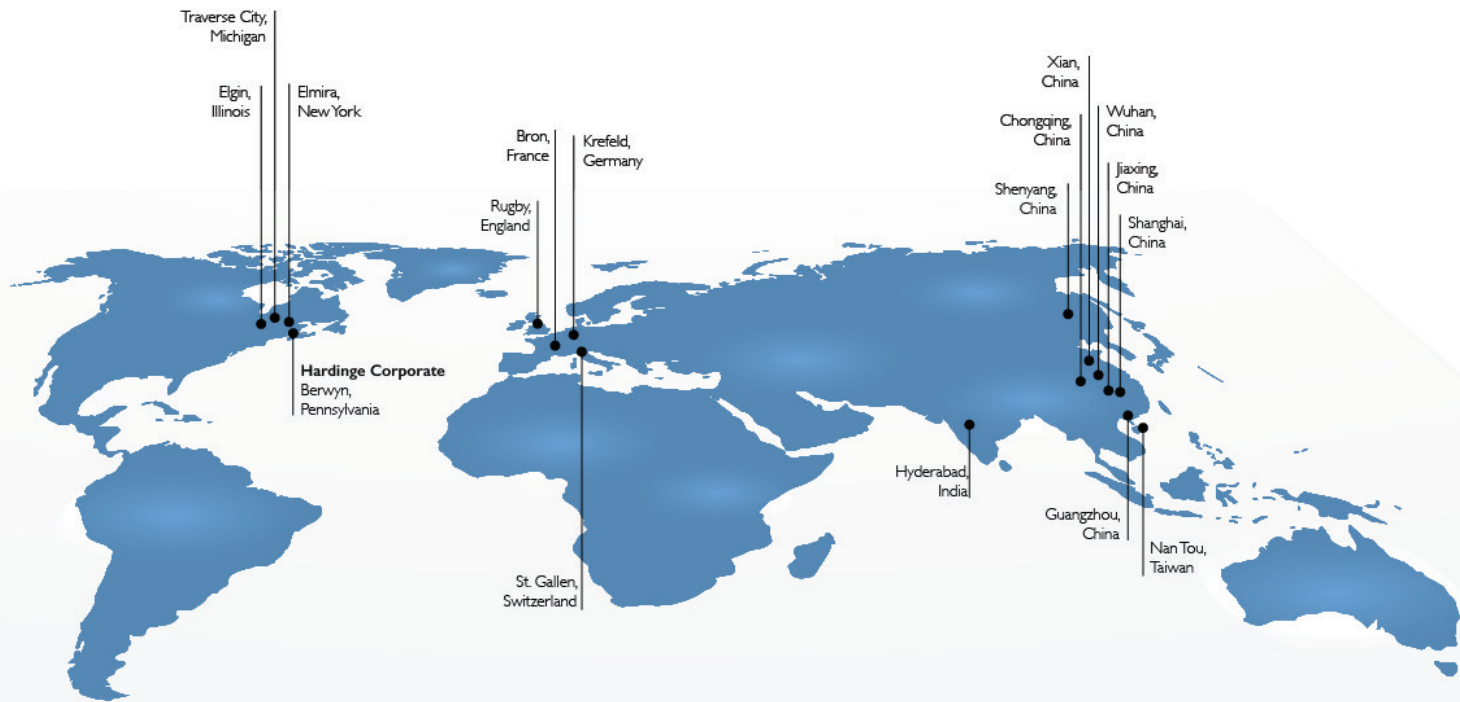 Traverse City,
Michigan
Elgin,
Illinois
Elmira,
New York
Hardinge Corporate
Berwyn,
Pennsylvania
Bron,
France
Krefeld,
Germany
Rugby,
England
St. Gallen,
Switzerland
Xian,
China
Chongqing,
China
Wuhan,
China
Jiaxing,
China
Shenyang,
China
Shanghai,
China
Hyderabad,
India
Guangzhou,
China
Nan Tou,
Taiwan